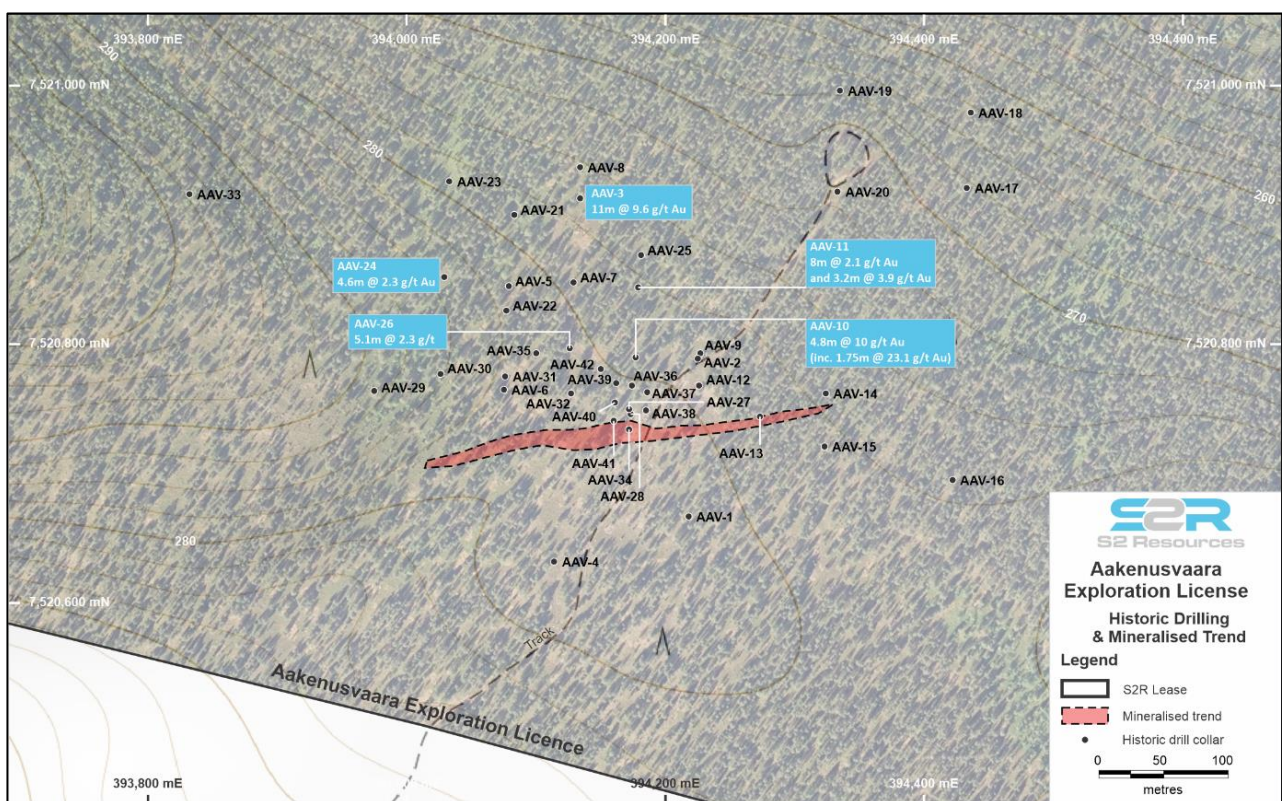 393,800 mE
394,000 mE
394,200 mE
394,400 mE
394,400 mE
290
7,521,000 mN
7,521,000 mN
AAV-19
AAV-18
280
AAV-8
AAV-23
AAV-33
AAV-3
11m @ 9.6 g/t Au
AAV-17
AAV-20
260
AAV-21
AAV-25
AAV-11
8m @ 2.1 g/t Au
and 3.2m @ 3.9 g/t Au
AAV-24
4.6m @ 2.3 g/t Au
AAV-5
AAV-7
AAV-22
270
AAV-26
5.1m @ 2.3 g/t
AAV-10
4.8m @ 10 g/t Au
(inc. 1.75m @ 23.1 g/t Au)
7,520,800 mN
7,520,800 mN
AAV-35
AAV-9
AAV-2
AAV-42
AAV-30
AAV-31
AAV-39
AAV-36
AAV-12
AAV-29
AAV-6
AAV-32
AAV-37
AAV-27
AAV-14
AAV-40
AAV-38
AAV-41
AAV-34
AAV-28
AAV-13
AAV-15
AAV-16
AAV-1
280
AAV-4
7,520,600 mN
Track
Aakenusvaara Exploration Licence
S2R
S2 Resources
Aakenusvaara
Exploration License
Historic Drilling
& Mineralised Trend
Legend
S2R Lease
Mineralised trend
Historic drill collar
0 50 100
metres
393,800 mE
394,200 mE
394,400 mE